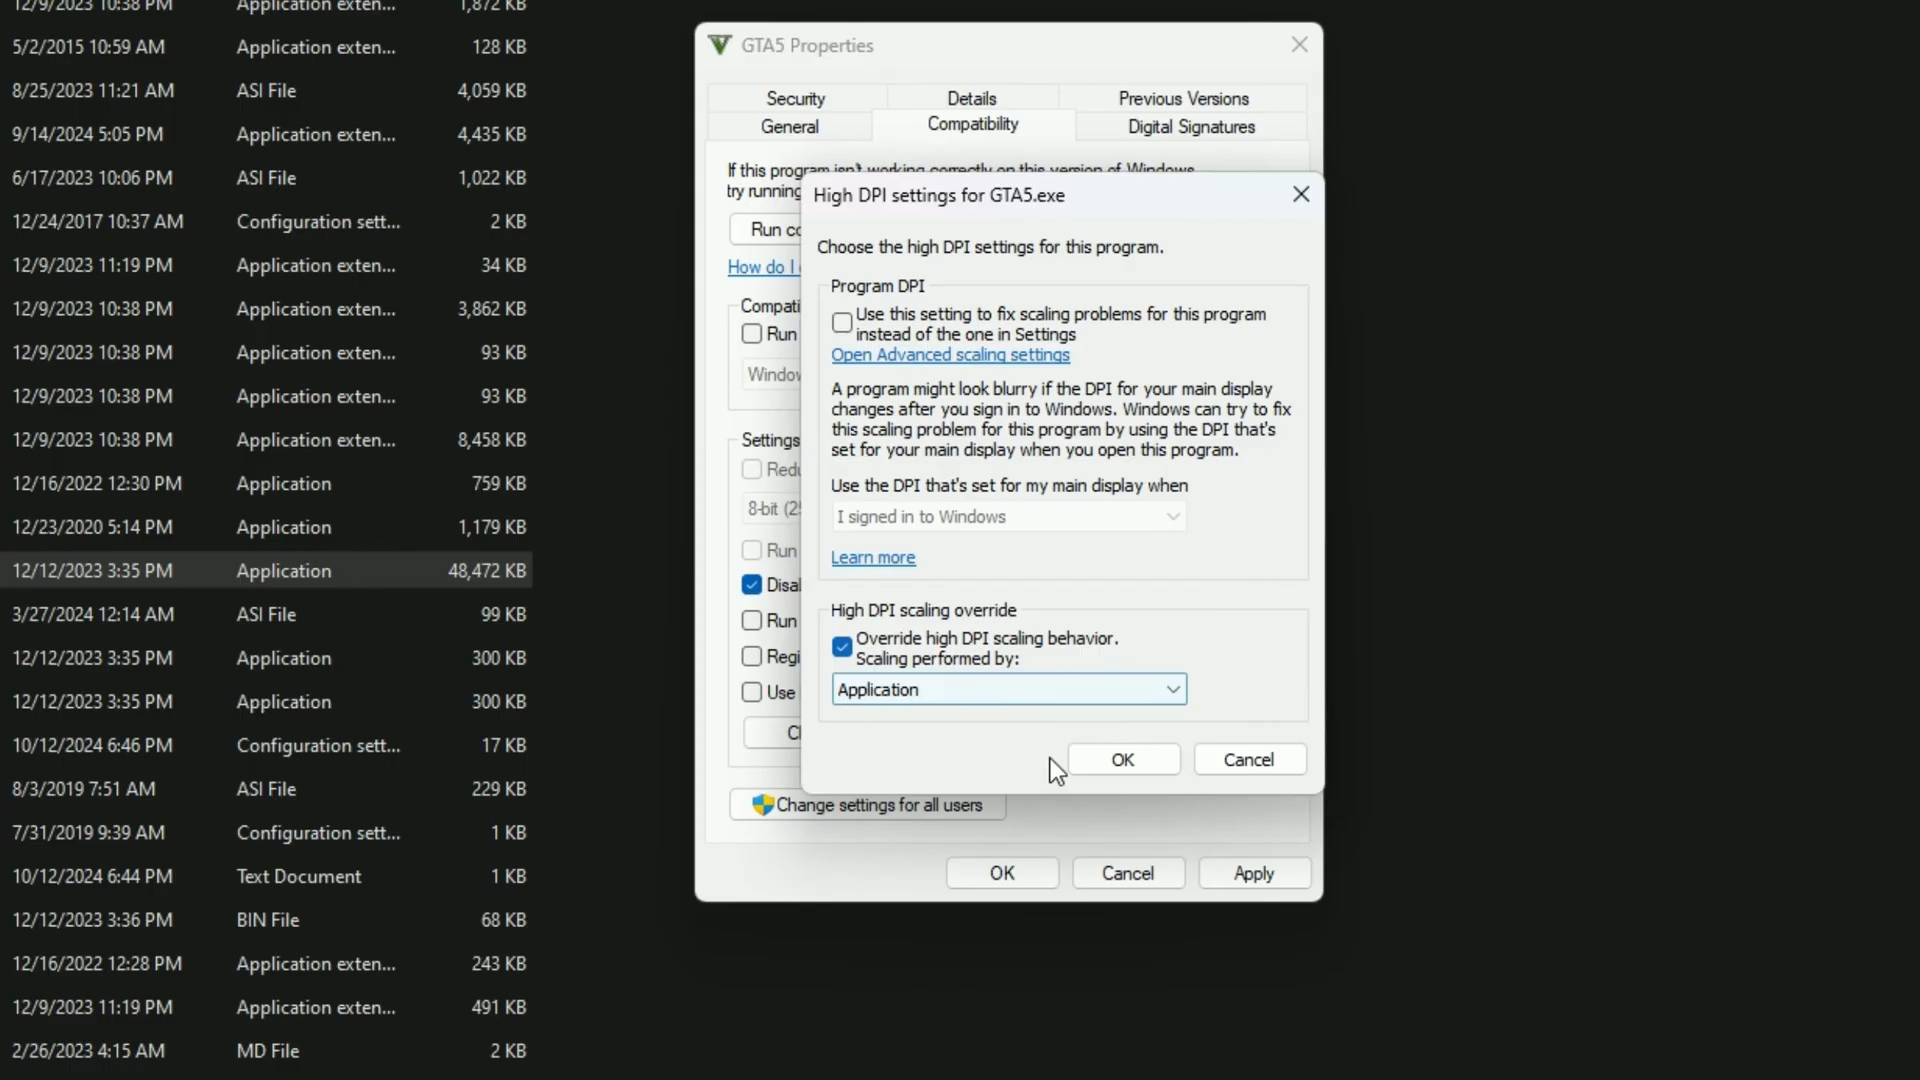 12/9/2023 10:38 PM Application exten... 1,872 KB
5/2/2015 10:59 AM Application exten... 128 KB
8/25/2023 11:21 AM ASI File 4,059 KB
9/14/2024 5:05 PM Application exten... 4,435 KB
6/17/2023 10:06 PM ASI File 1,022 KB
12/24/2017 10:37 AM Configuration sett... 2 KB
12/9/2023 11:19 PM Application exten... 34 KB
12/9/2023 10:38 PM Application exten... 3,862 KB
12/9/2023 10:38 PM Application exten... 93 KB
12/9/2023 10:38 PM Application exten... 93 KB
12/9/2023 10:38 PM Application exten... 8,458 KB
12/16/2022 12:30 PM Application 759 KB
12/23/2020 5:14 PM Application 1,179 KB
12/12/2023 3:35 PM Application 48,472 KB
3/27/2024 12:14 AM ASI File 99 KB
12/12/2023 3:35 PM Application 300 KB
12/12/2023 3:35 PM Application 300 KB
10/12/2024 6:46 PM Configuration sett... 17 KB
8/3/2019 7:51 AM ASI File 229 KB
7/31/2019 9:39 AM Configuration sett... 1 KB
10/12/2024 6:44 PM Text Document 1 KB
12/12/2023 3:36 PM BIN File 68 KB
12/16/2022 12:28 PM Application exten... 243 KB
12/9/2023 11:19 PM Application exten... 491 KB
2/26/2023 4:15 AM MD File 2 KB
GTA5 Properties
Security Details Previous Versions
General Compatibility Digital Signatures
If this program isn't working correctly on this version of Windows,
try running
Run co
How do I
Compati
Run
Window
Settings
Redu
8-bit (25
Run
Disal
Run
Regi
Use
Cl
Change settings for all users
OK Cancel Apply
High DPI settings for GTA5.exe
Choose the high DPI settings for this program.
Program DPI
Use this setting to fix scaling problems for this program
instead of the one in Settings
Open Advanced scaling settings
A program might look blurry if the DPI for your main display
changes after you sign in to Windows. Windows can try to fix
this scaling problem for this program by using the DPI that's
set for your main display when you open this program.
Use the DPI that's set for my main display when
I signed in to Windows
Learn more
High DPI scaling override
Override high DPI scaling behavior.
Scaling performed by:
Application
OK Cancel